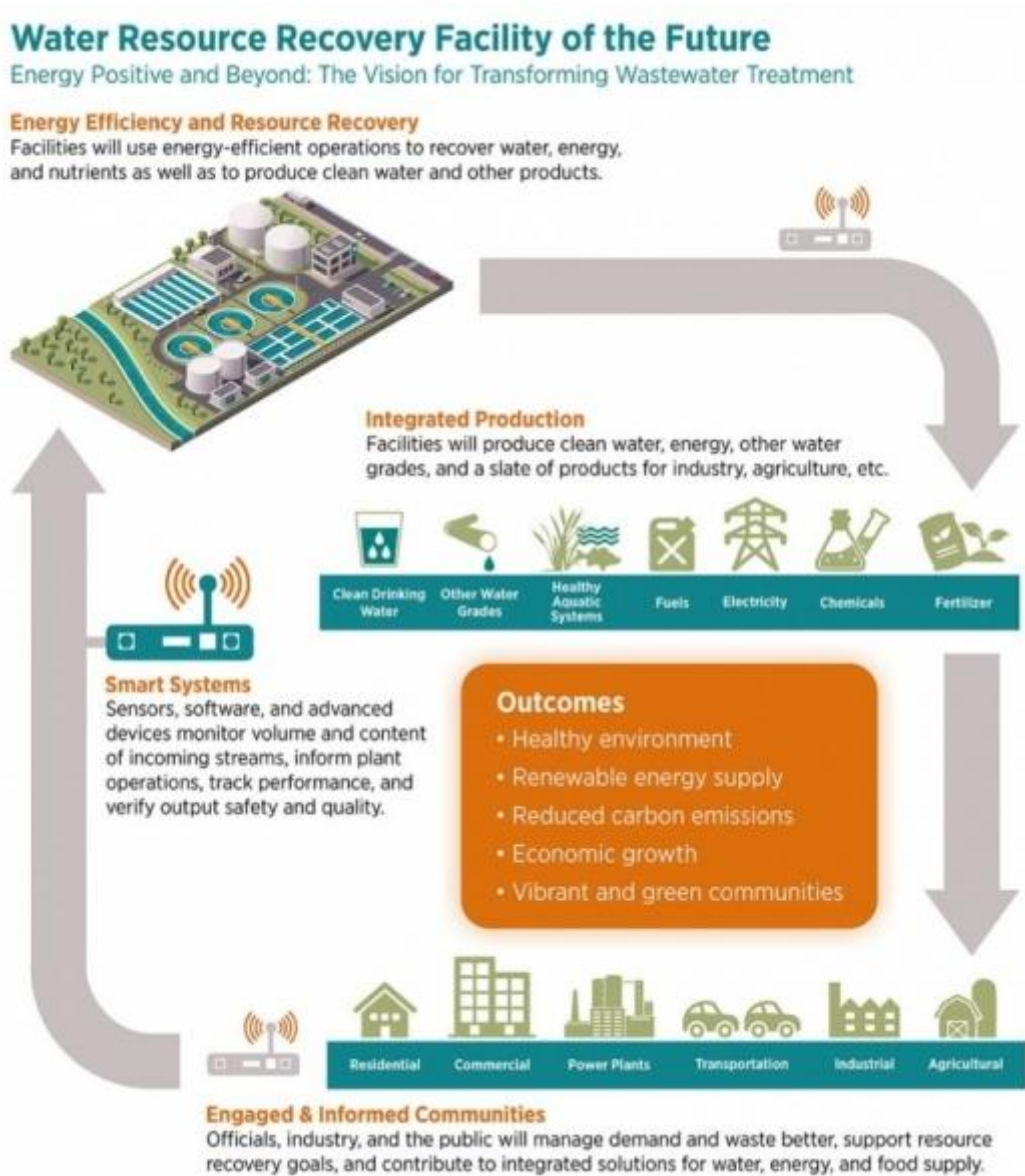 Water Resource Recovery Facility of the Future
Energy Positive and Beyond: The Vision for Transforming Wastewater Treatment
Energy Efficiency and Resource Recovery
Facilities will use energy-efficient operations to recover water, energy,
and nutrients as well as to produce clean water and other products.
Integrated Production
Facilities will produce clean water, energy, other water
grades, and a slate of products for industry, agriculture, etc.
Clean Drinking
Water
Other Water
Grades
Healthy
Aquatic
Systems
Fuels
Electricity
Chemicals
Fertilizer
Smart Systems
Sensors, software, and advanced
devices monitor volume and content
of incoming streams, inform plant
operations, track performance, and
verify output safety and quality.
Outcomes
• Healthy environment
• Renewable energy supply
• Reduced carbon emissions
• Economic growth
• Vibrant and green communities
Residential
Commercial
Power Plants
Transportation
Industrial
Agricultural
Engaged & Informed Communities
Officials, industry, and the public will manage demand and waste better, support resource
recovery goals, and contribute to integrated solutions for water, energy, and food supply.